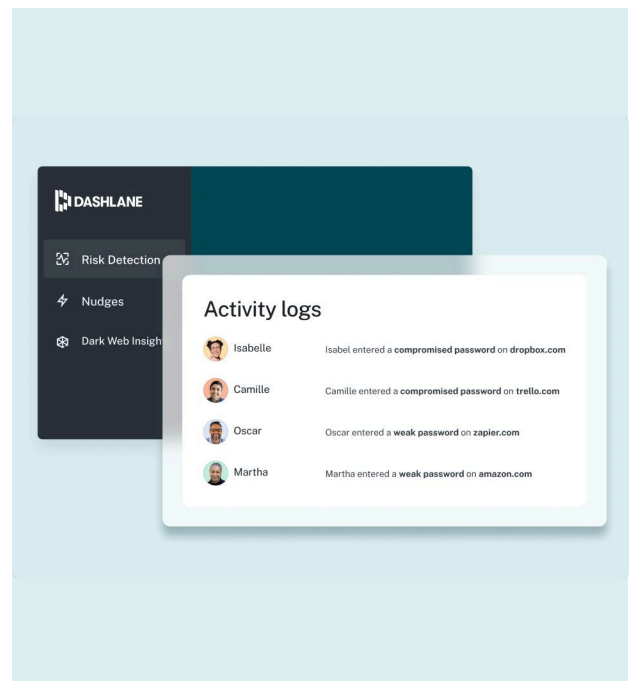 DASHLANE
Risk Detection
Nudges
Dark Web Insigh
Activity logs
Isabelle
Isabel entered a compromised password on dropbox.com
Camille
Camille entered a compromised password on trello.com
Oscar
Oscar entered a weak password on zapier.com
Martha
Martha entered a weak password on amazon.com